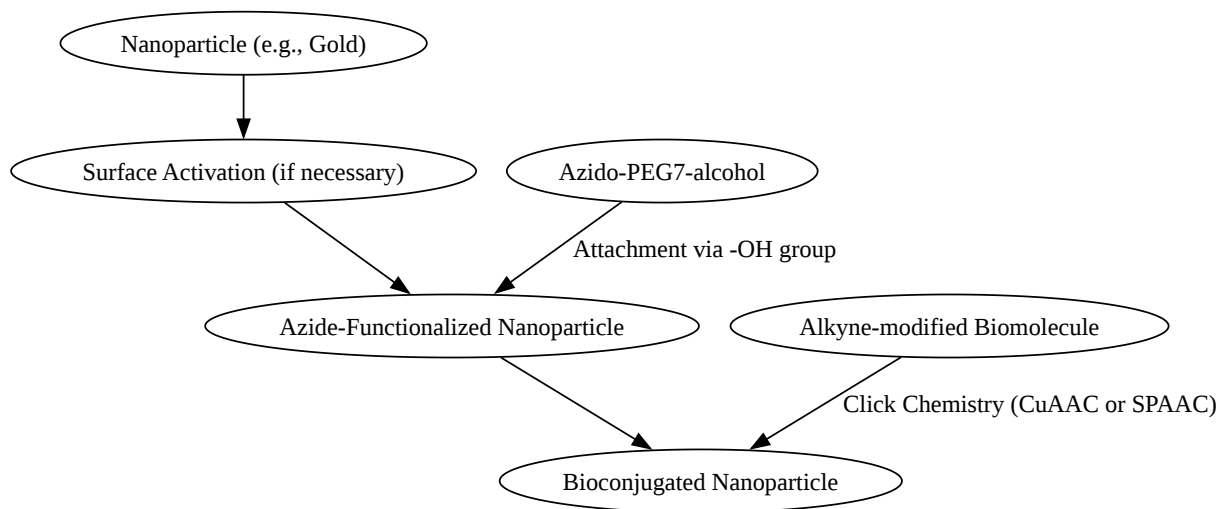 Nanoparticle (e.g., Gold)
Surface Activation (if necessary)
Azido-PEG7-alcohol
Attachment via -OH group
Azide-Functionalized Nanoparticle
Alkyne-modified Biomolecule
Click Chemistry (CuAAC or SPAAC)
Bioconjugated Nanoparticle